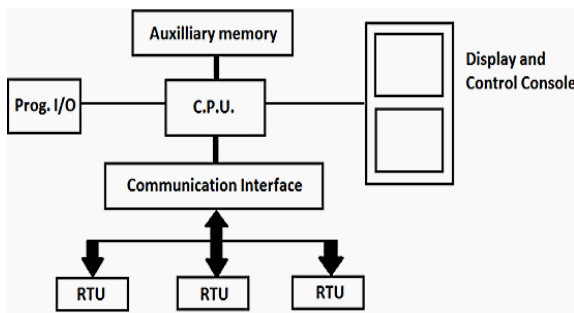 Auxilliary memory
Display and
Control Console
Prog. I/O
C.P.U.
Communication Interface
RTU
RTU
RTU